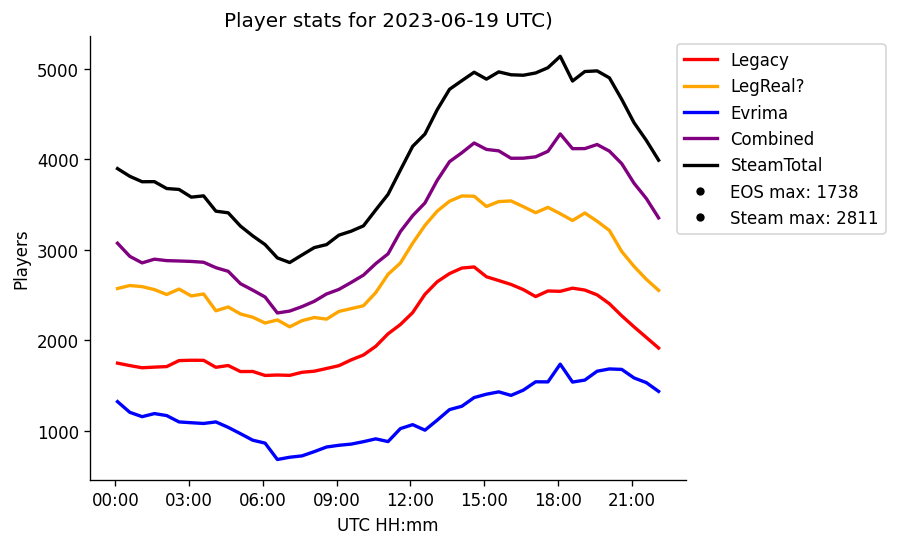 Player stats for 2023-06-19 UTC)
Legacy
LegReal?
Evrima
Combined
SteamTotal
EOS max: 1738
Steam max: 2811
5000
4000
3000
2000
1000
Players
00:00 03:00 06:00 09:00 12:00 15:00 18:00 21:00
UTC HH:mm